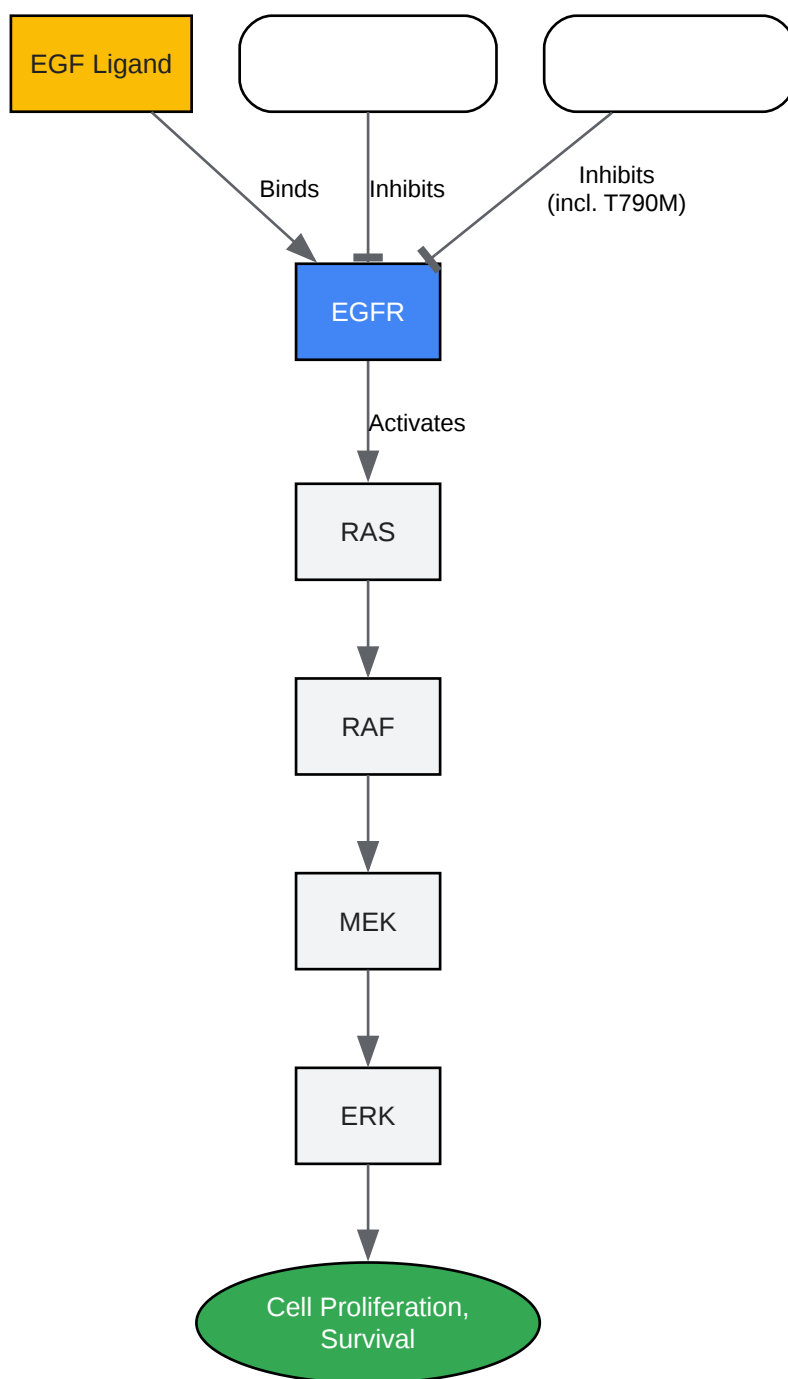 EGF Ligand
Binds
Inhibits
Inhibits
(incl. T790M)
EGFR
Activates
RAS
RAF
MEK
ERK
Cell Proliferation,
Survival